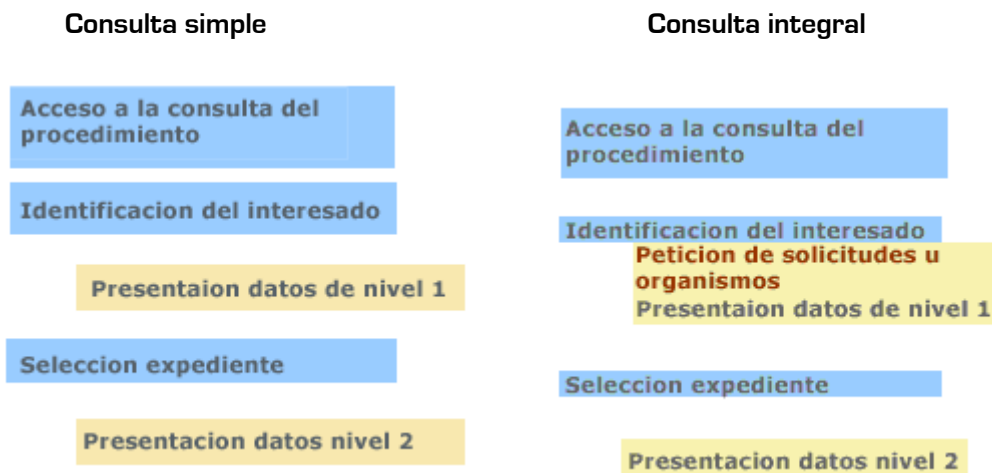 Consulta simple
Acceso a la consulta del
procedimiento
Identificacion del interesado
Presentaion datos de nivel 1
Seleccion expediente
Presentacion datos nivel 2
Consulta integral
Acceso a la consulta del
procedimiento
Identificacion del interesado
Peticion de solicitudes u
organismos
Presentaion datos de nivel 1
Seleccion expediente
Presentacion datos nivel 2